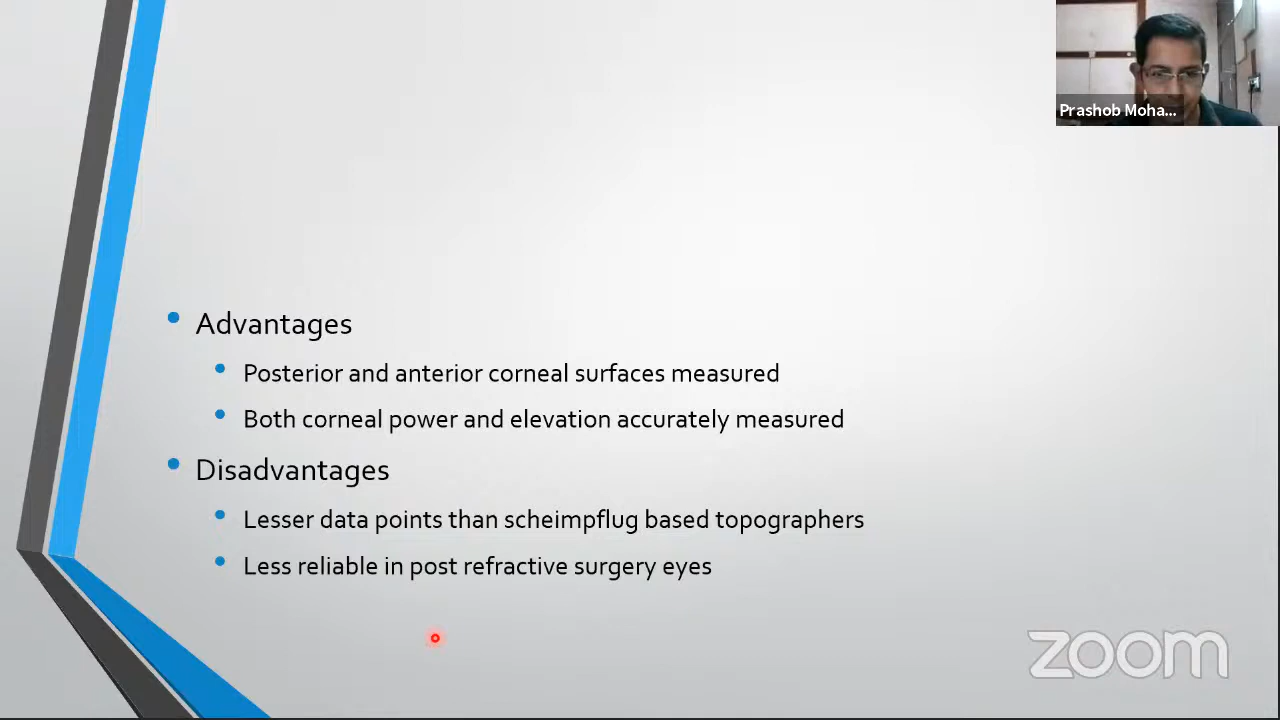 Prashob Moha...
Advantages
Posterior and anterior corneal surfaces measured
Both corneal power and elevation accurately measured
Disadvantages
Lesser data points than scheimpflug based topographers
Less reliable in post refractive surgery eyes
zoom